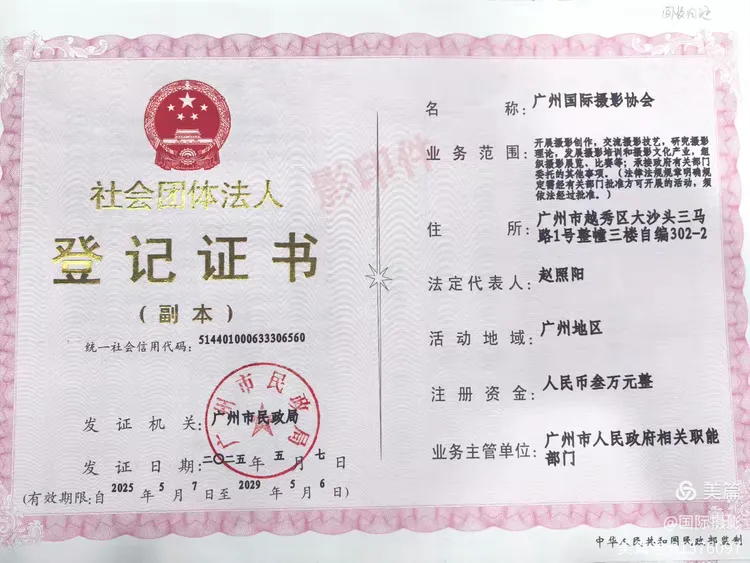 社会团体法人
登记证书
（副本）
统一社会信用代码：514401000633306560
发证机关：广州市民政局
广州市民政局
发证日期：二〇二五年五月七日
（有效期限：自2025年5月7日至2029年5月6日）
影印件
名称：广州国际摄影协会
业务范围：开展摄影创作，交流摄影技艺，研究摄影
理论，发展摄影培训和摄影文化产业，组
织摄影展览、比赛等；承接政府有关部门
委托的其他事项。（法律法规规章明确规
定需经有关部门批准方可开展的活动，须
依法经过批准。）
住所：广州市越秀区大沙头三马
路1号整幢三楼自编302-2
法定代表人：赵照阳
活动地域：广州地区
注册资金：人民币叁万元整
业务主管单位：广州市人民政府相关职能
部门
美篇
@国际摄影
中华人民共和国民政部监制